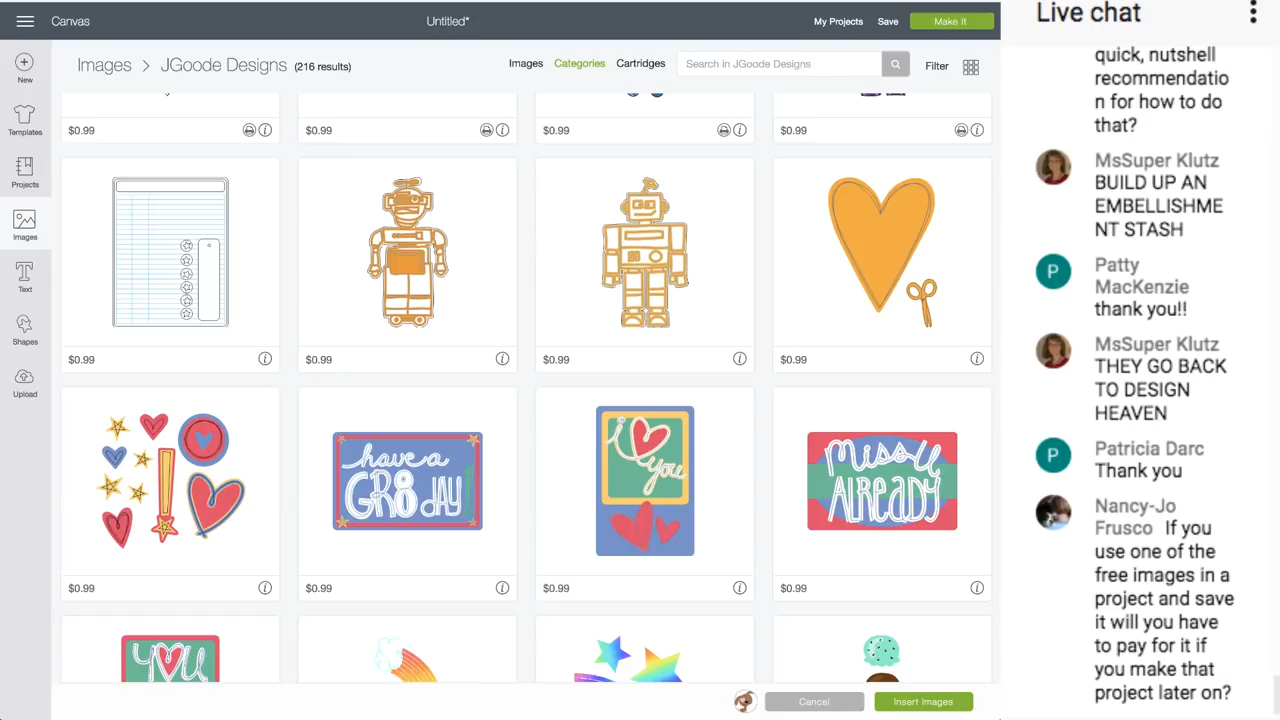 Canvas
Untitled*
My Projects
Save
Make It
New
Templates
Projects
Images
Text
Shapes
Upload
Images > JGoode Designs (216 results)
Images
Categories
Cartridges
Search in JGoode Designs
Filter
$0.99
$0.99
$0.99
$0.99
$0.99
$0.99
$0.99
$0.99
have a
GR8 dAY
i
you
miss U
AlREAdy
$0.99
$0.99
$0.99
$0.99
YOU
Cancel
Insert Images
Live chat
quick, nutshell
recommendatio
n for how to do
that?
MsSuper Klutz
BUILD UP AN
EMBELLISHME
NT STASH
P
Patty
MacKenzie
thank you!!
MsSuper Klutz
THEY GO BACK
TO DESIGN
HEAVEN
P
Patricia Darc
Thank you
Nancy-Jo
Frusco If you
use one of the
free images in a
project and save
it will you have
to pay for it if
you make that
project later on?